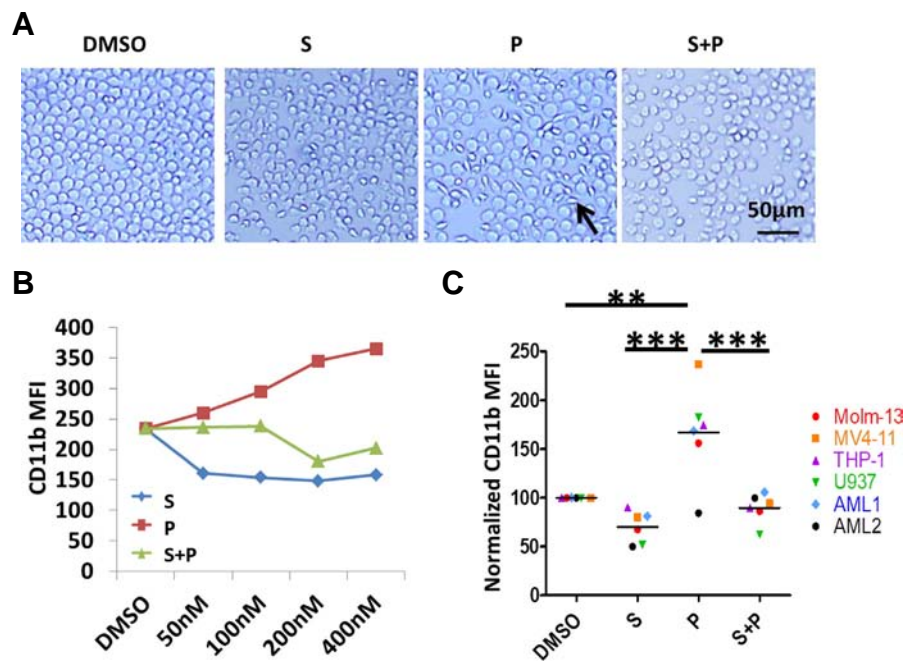 A
DMSO S P S+P
50µm
B
CD11b MFI
400
350
300
250
200
150
100
50
0
S
P
S+P
DMSO 50nM 100nM 200nM 400nM
C
** 
*** ***
Normalized CD11b MFI
250
200
150
100
50
0
DMSO S P S+P
Molm-13
MV4-11
THP-1
U937
AML1
AML2